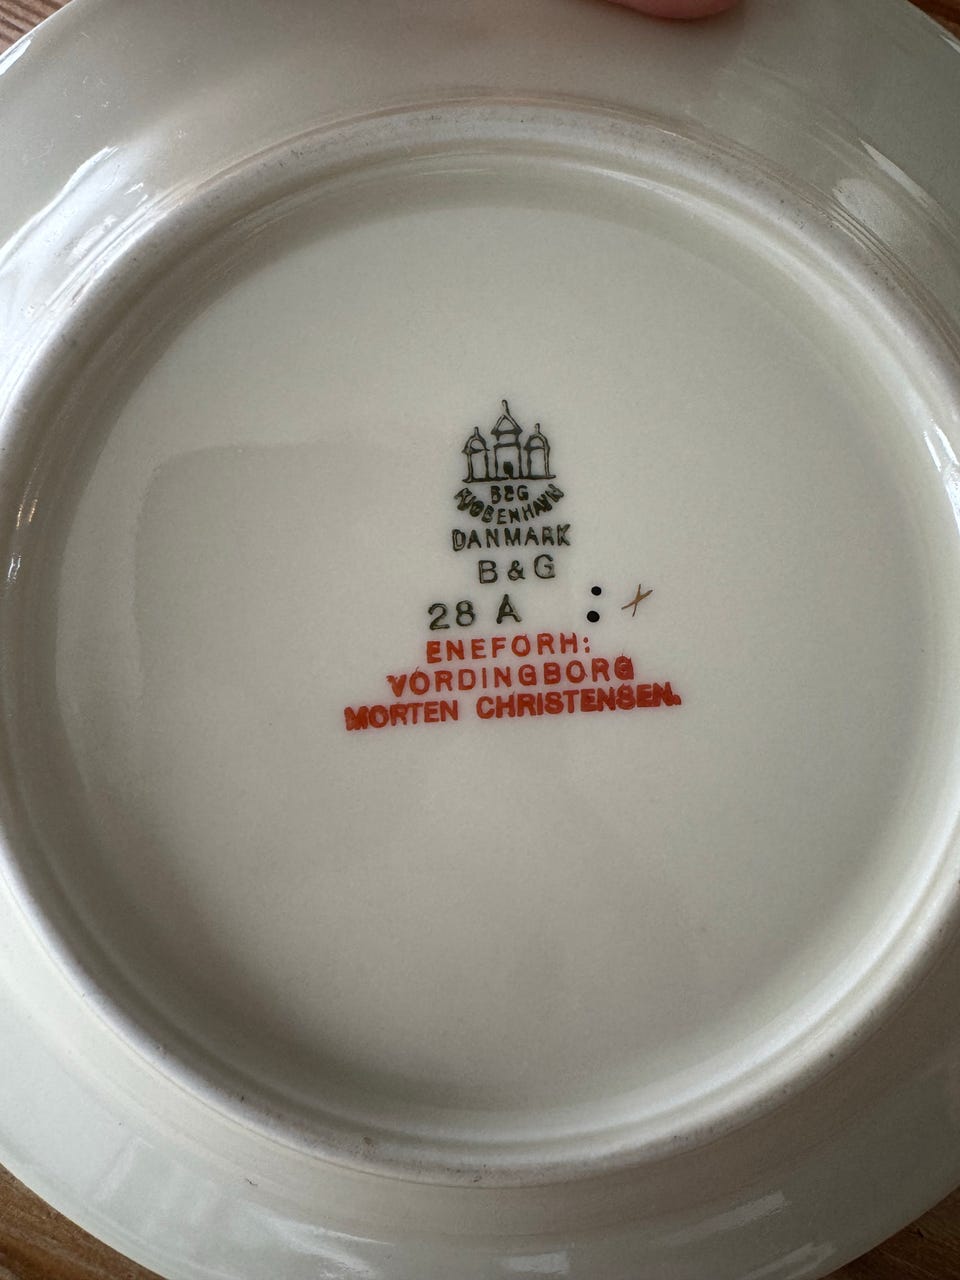 B&G
KJØBENHAVN
DANMARK
B&G
28 A :
ENEFORH:
VORDINGBORG
MORTEN CHRISTENSEN.